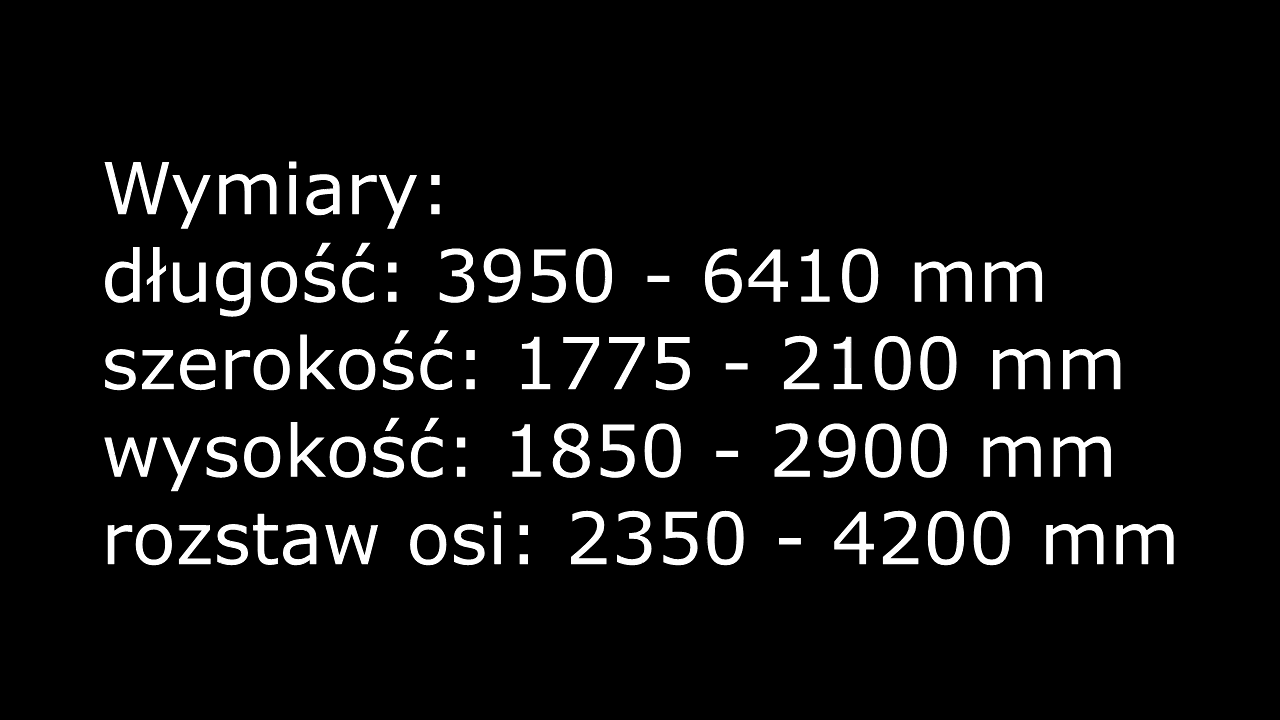 Wymiary:
długość: 3950 - 6410 mm
szerokość: 1775 - 2100 mm
wysokość: 1850 - 2900 mm
rozstaw osi: 2350 - 4200 mm